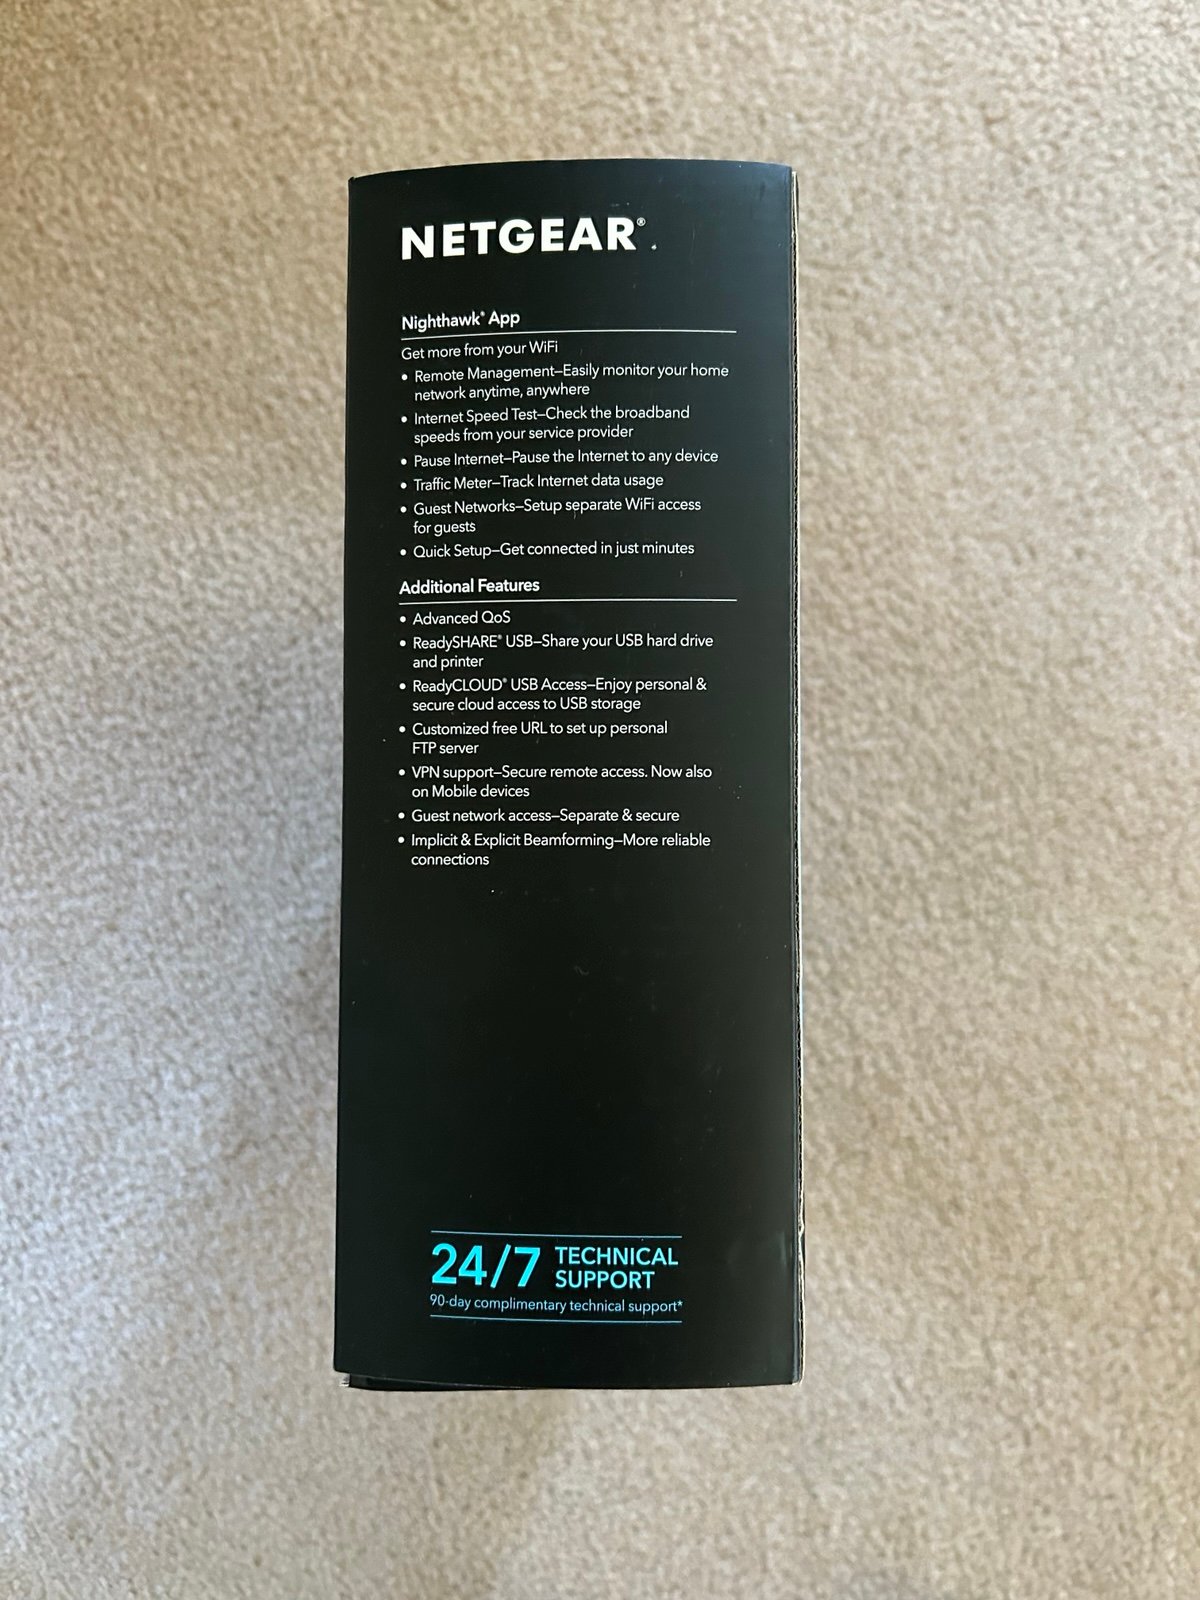 NETGEAR®
Nighthawk® App
Get more from your WiFi
• Remote Management–Easily monitor your home
network anytime, anywhere
• Internet Speed Test–Check the broadband
speeds from your service provider
• Pause Internet–Pause the Internet to any device
• Traffic Meter–Track Internet data usage
• Guest Networks–Setup separate WiFi access
for guests
• Quick Setup–Get connected in just minutes
Additional Features
• Advanced QoS
• ReadySHARE® USB–Share your USB hard drive
and printer
• ReadyCLOUD® USB Access–Enjoy personal &
secure cloud access to USB storage
• Customized free URL to set up personal
FTP server
• VPN support–Secure remote access. Now also
on Mobile devices
• Guest network access–Separate & secure
• Implicit & Explicit Beamforming–More reliable
connections
24/7 TECHNICAL
SUPPORT
90-day complimentary technical support*